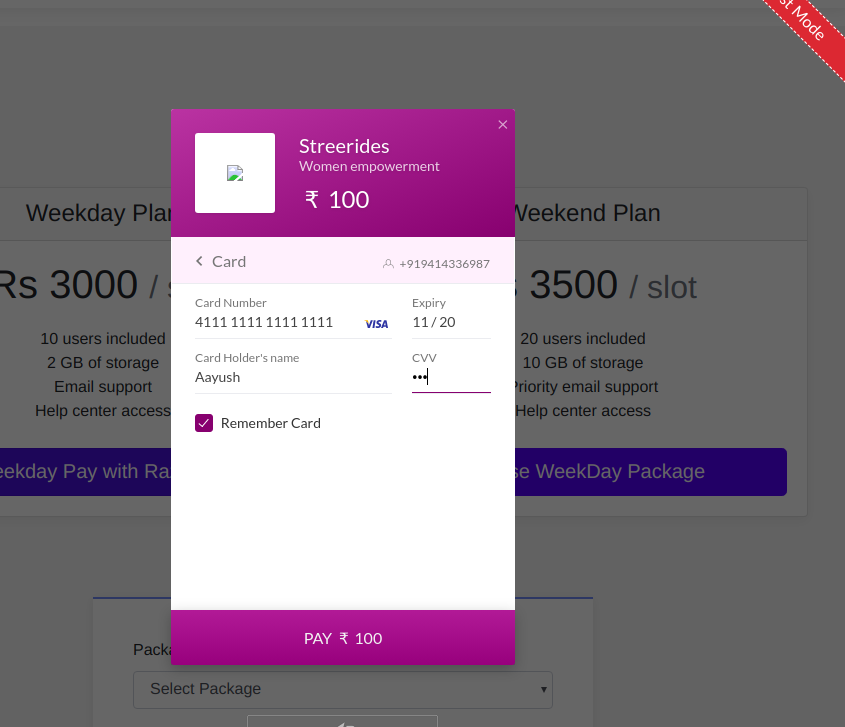 st Mode
×
Streerides
Women empowerment
₹ 100
Card
+919414336987
Card Number
4111 1111 1111 1111
VISA
Expiry
11 / 20
Card Holder's name
Aayush
CVV
•••
Remember Card
PAY ₹ 100
Weekday Plan
Rs 3000 / s
10 users included
2 GB of storage
Email support
Help center access
eekday Pay with Ra
Weekend Plan
3500 / slot
20 users included
10 GB of storage
Priority email support
Help center access
se WeekDay Package
Packa
Select Package